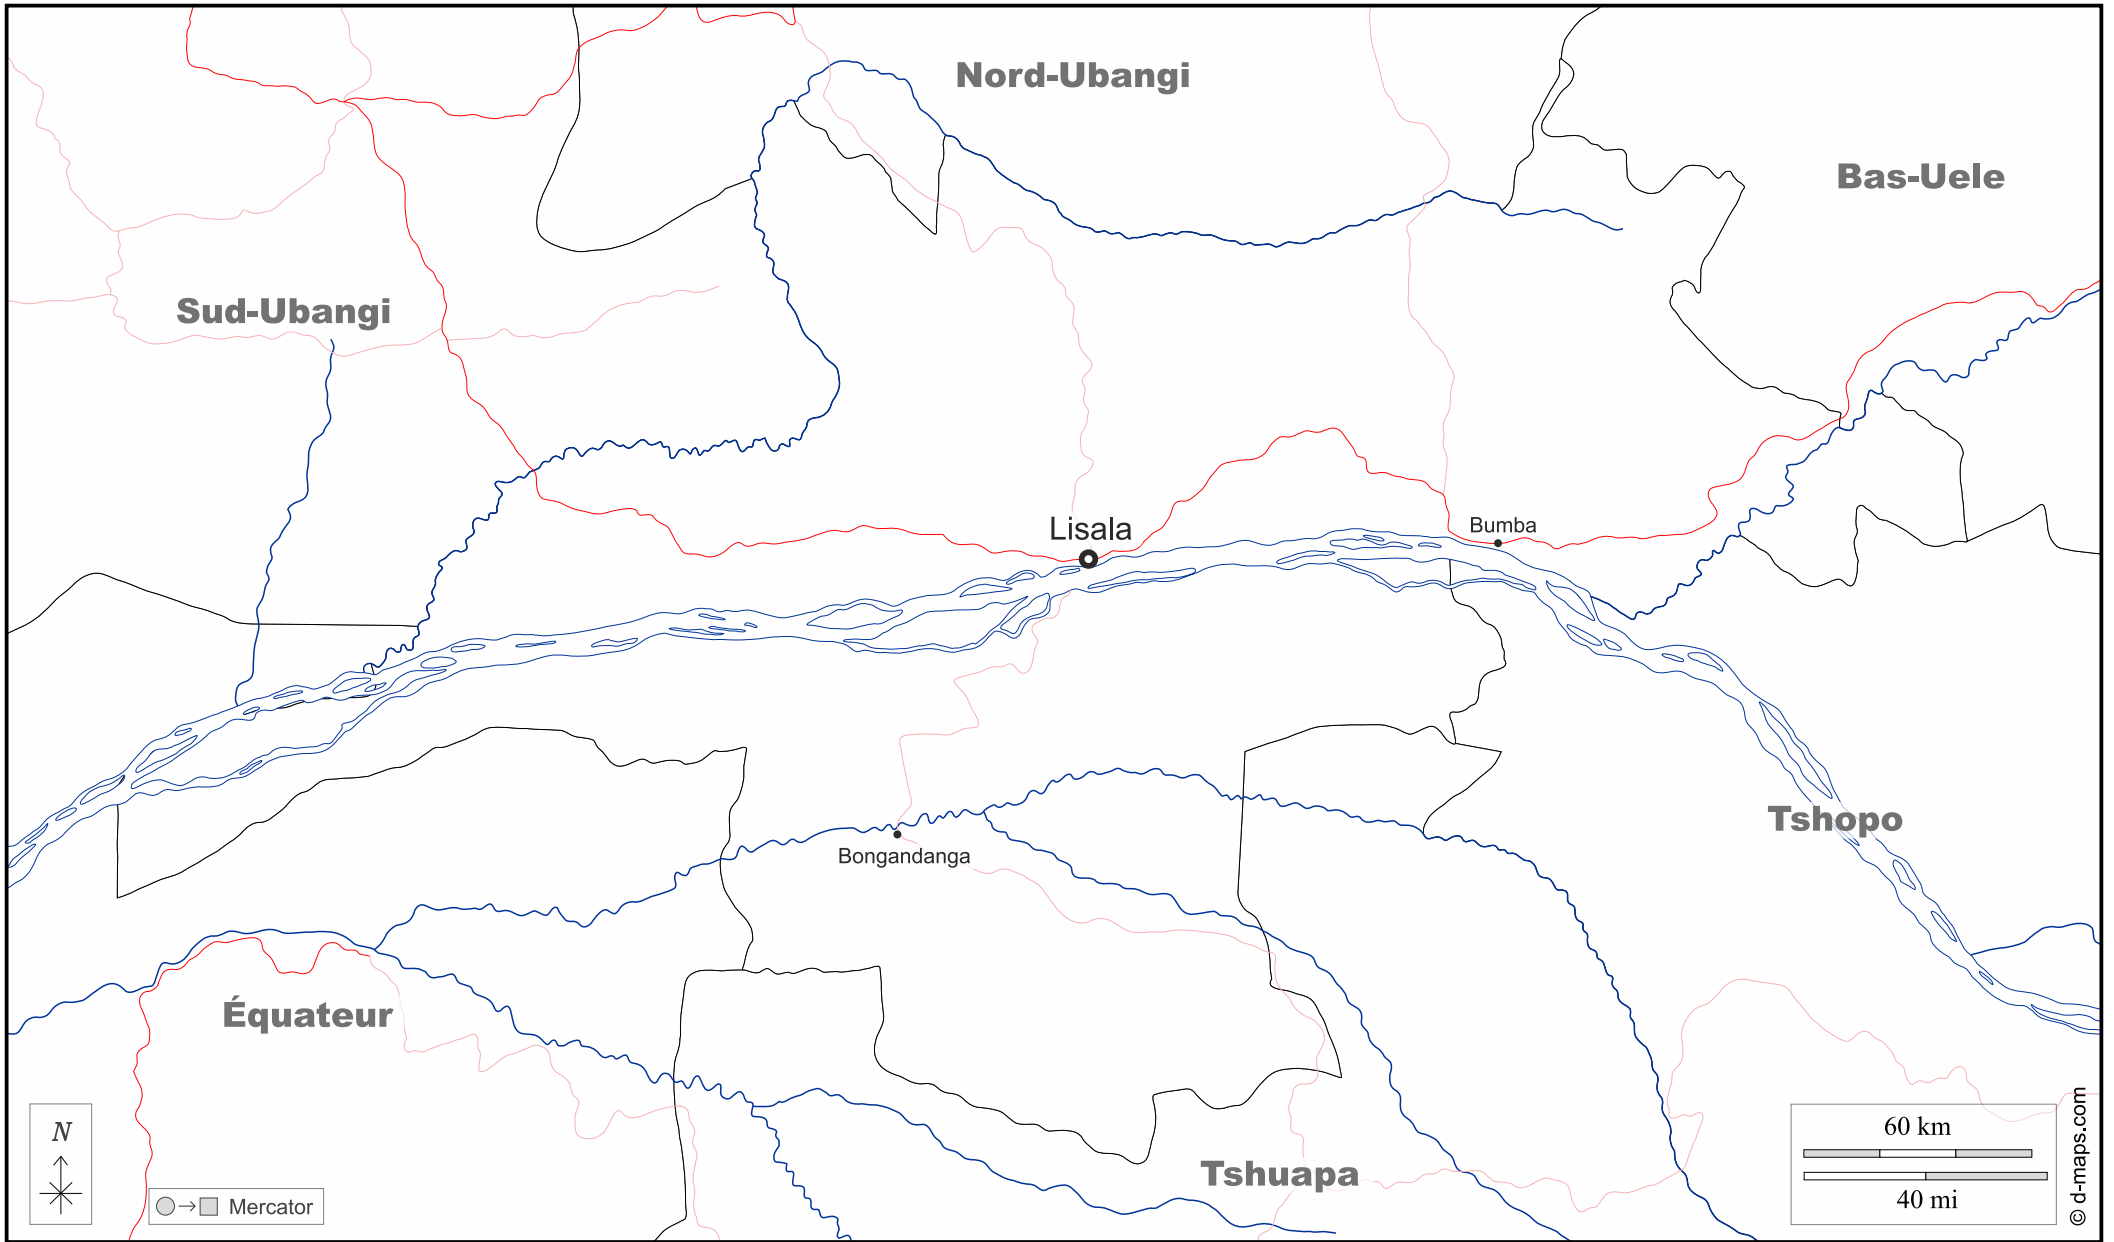 Nord-Ubangi
Bas-Uele
Sud-Ubangi
Lisala
Bumba
Tshopo
Bongandanga
Équateur
Tshuapa
N
Mercator
60 km
40 mi
© d-maps.com